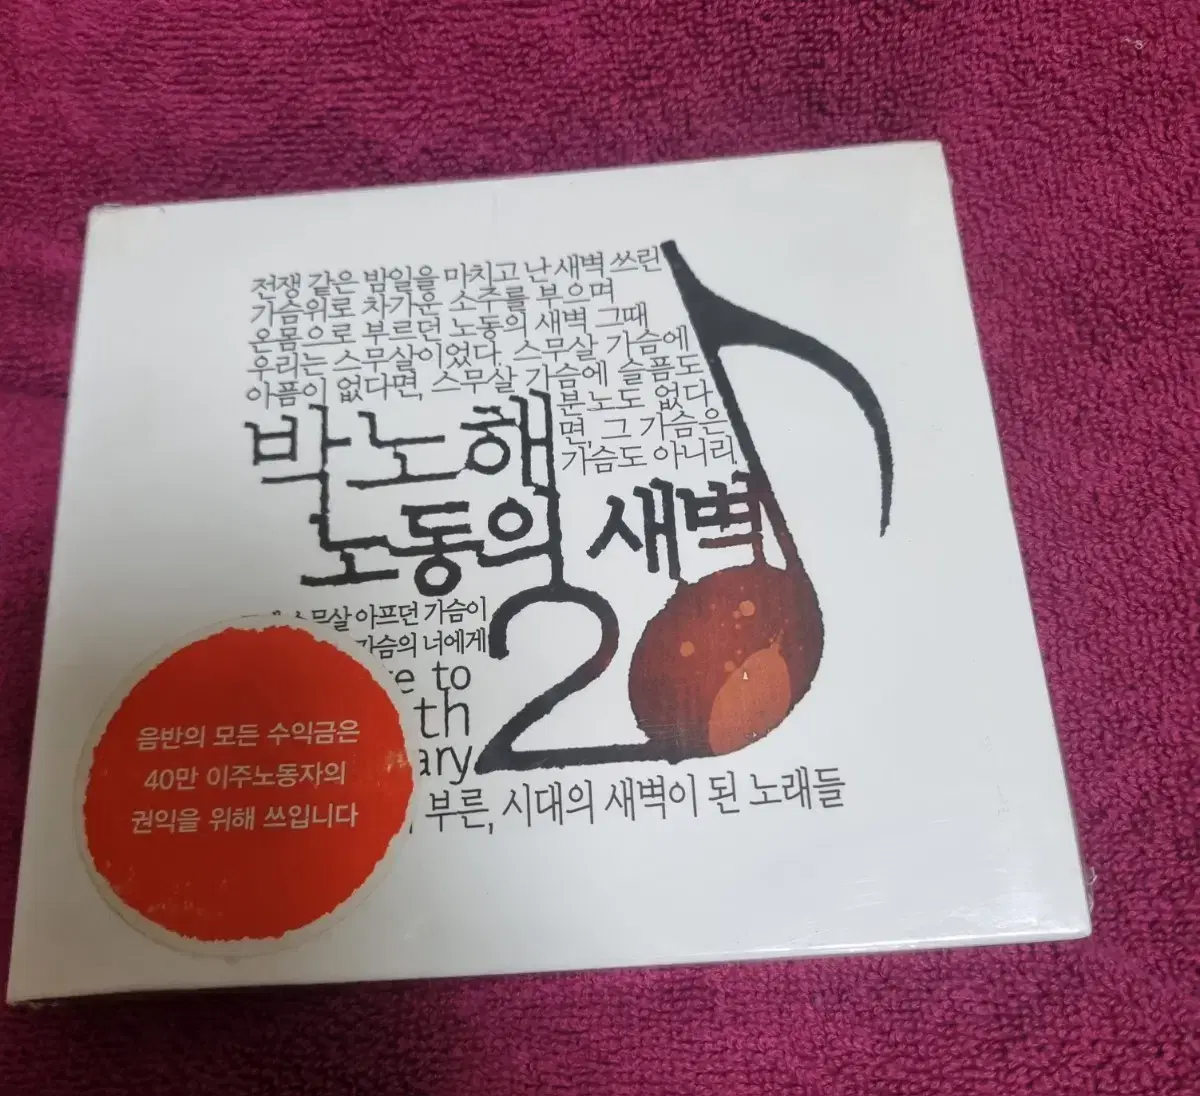 전쟁 같은 밤일을 마치고 난 새벽 쓰린
가슴위로 차가운 소주를 부으며
온몸으로 부르던 노동의 새벽 그때
우리는 스무살이었다. 스무살 가슴에
아픔이 없다면, 스무살 가슴에 슬픔도
분노도 없다
면, 그 가슴은
가슴도 아니리
박노해
노동의 새벽
20
스무살 아프던 가슴이
가슴의 너에게
to
부른, 시대의 새벽이 된 노래들
음반의 모든 수익금은
40만 이주노동자의
권익을 위해 쓰입니다